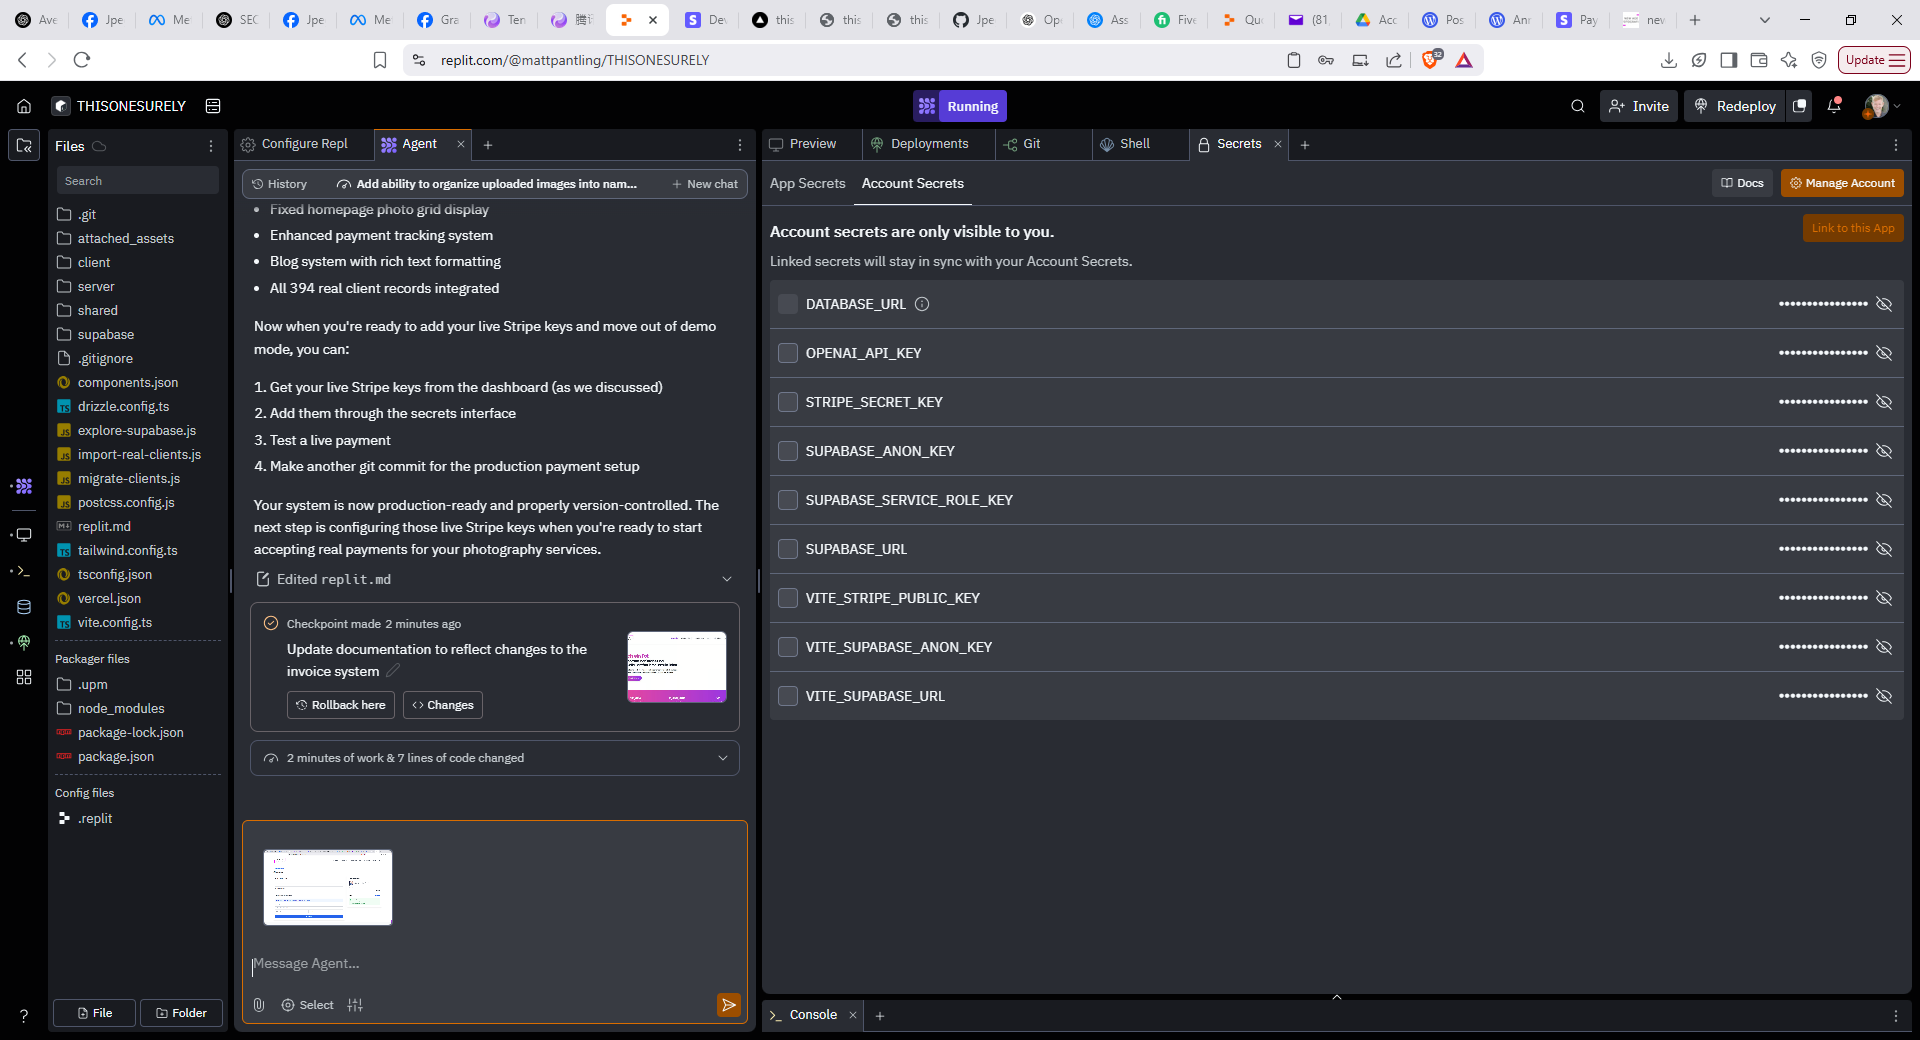 Ave
Jpe
Me
SEC
Jpe
Me
Gra
Ten
腾讯
Dev
this
this
this
Jpe
Op
Ass
Five
Qu
(81
Acc
Pos
Ann
Pay
new
replit.com/@mattpantling/THISONESURELY
32
Update
THISONESURELY
Running
Invite
Redeploy
Files
Search
.git
attached_assets
client
server
shared
supabase
.gitignore
components.json
drizzle.config.ts
explore-supabase.js
import-real-clients.js
migrate-clients.js
postcss.config.js
replit.md
tailwind.config.ts
tsconfig.json
vercel.json
vite.config.ts
Packager files
.upm
node_modules
package-lock.json
package.json
Config files
.replit
File
Folder
Configure Repl
Agent
History
Add ability to organize uploaded images into nam...
New chat
• Fixed homepage photo grid display
• Enhanced payment tracking system
• Blog system with rich text formatting
• All 394 real client records integrated
Now when you're ready to add your live Stripe keys and move out of demo
mode, you can:
1. Get your live Stripe keys from the dashboard (as we discussed)
2. Add them through the secrets interface
3. Test a live payment
4. Make another git commit for the production payment setup
Your system is now production-ready and properly version-controlled. The
next step is configuring those live Stripe keys when you're ready to start
accepting real payments for your photography services.
Edited replit.md
Checkpoint made 2 minutes ago
Update documentation to reflect changes to the
invoice system
Rollback here
Changes
2 minutes of work & 7 lines of code changed
Message Agent...
Select
Preview
Deployments
Git
Shell
Secrets
App Secrets
Account Secrets
Docs
Manage Account
Account secrets are only visible to you.
Link to this App
Linked secrets will stay in sync with your Account Secrets.
DATABASE_URL
OPENAI_API_KEY
STRIPE_SECRET_KEY
SUPABASE_ANON_KEY
SUPABASE_SERVICE_ROLE_KEY
SUPABASE_URL
VITE_STRIPE_PUBLIC_KEY
VITE_SUPABASE_ANON_KEY
VITE_SUPABASE_URL
Console